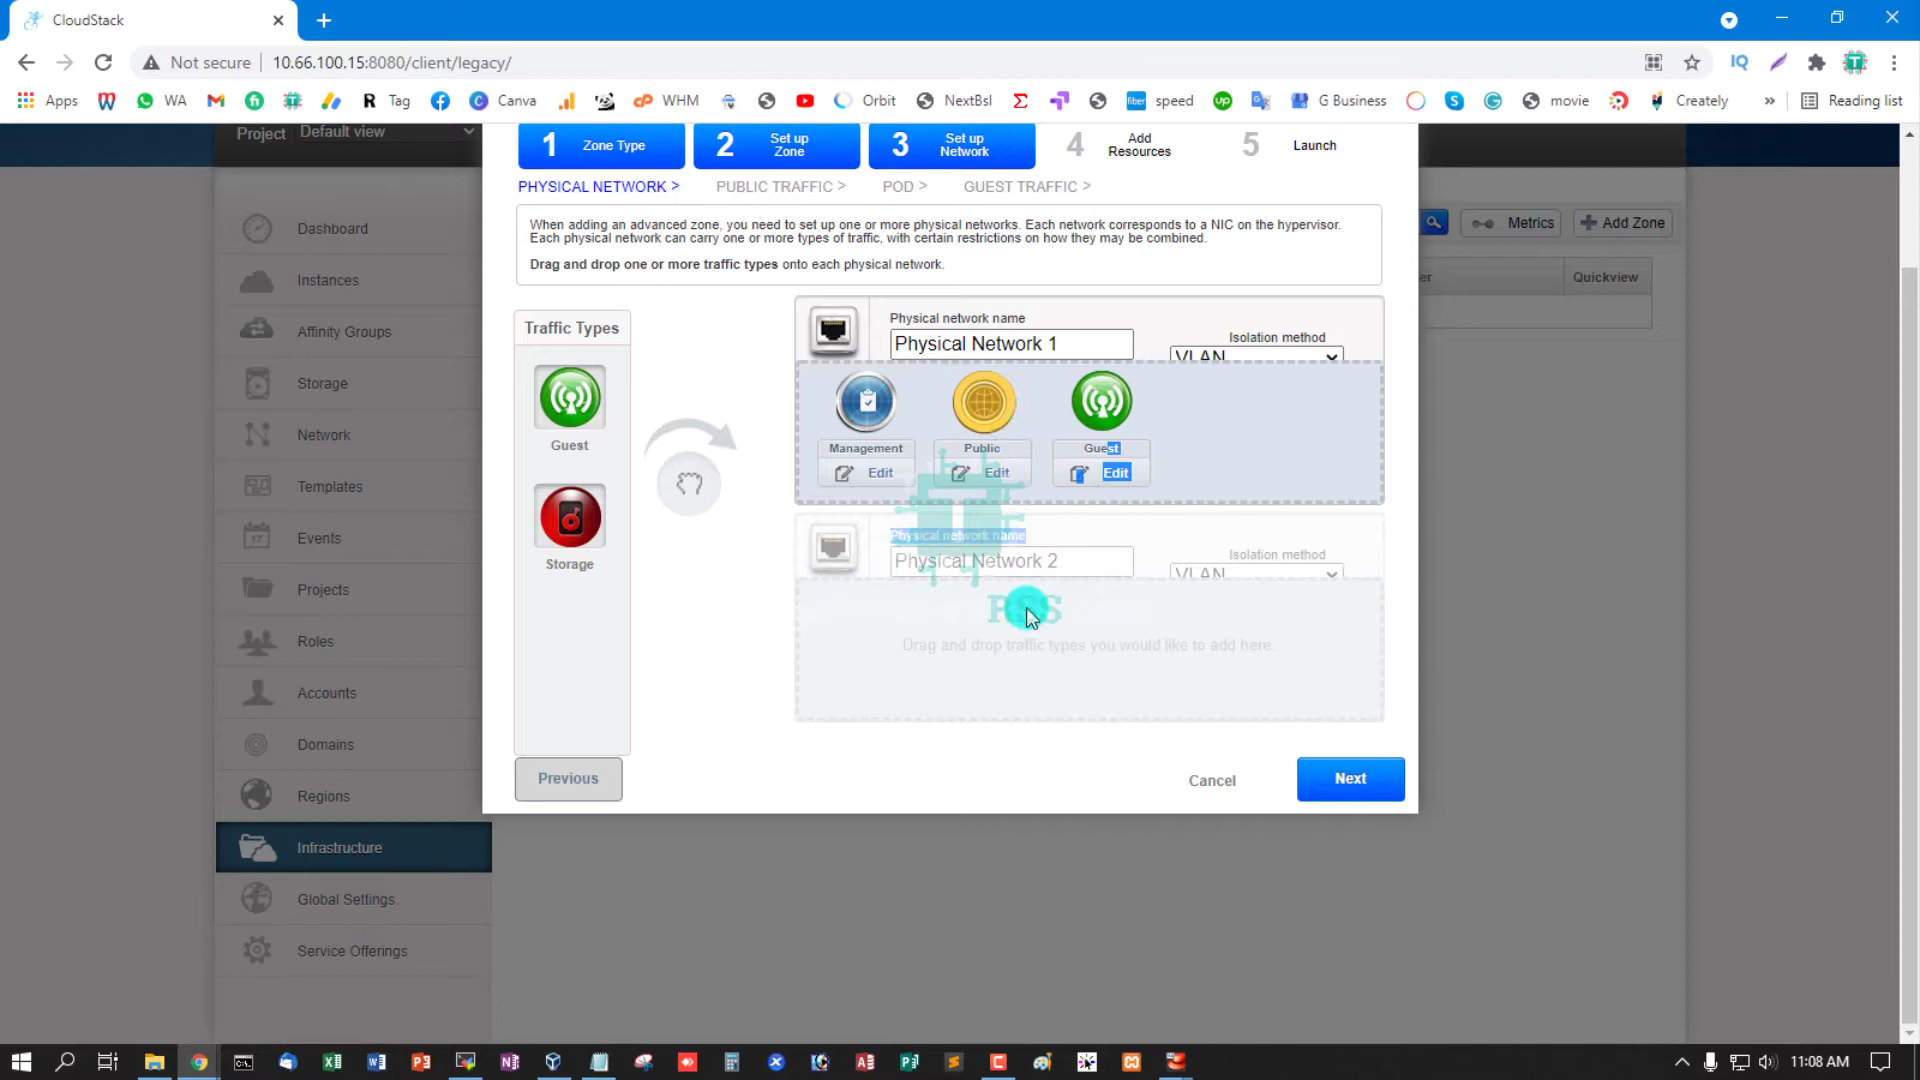 CloudStack
Not secure
10.66.100.15:8080/client/legacy/
Apps
WA
Tag
Canva
WHM
Orbit
NextBsl
speed
G Business
movie
Creately
Reading list
Project Default view
1 Zone Type
2 Set up Zone
3 Set up Network
4 Add Resources
5 Launch
PHYSICAL NETWORK >
PUBLIC TRAFFIC >
POD >
GUEST TRAFFIC >
When adding an advanced zone, you need to set up one or more physical networks. Each network corresponds to a NIC on the hypervisor.
Each physical network can carry one or more types of traffic, with certain restrictions on how they may be combined.
Drag and drop one or more traffic types onto each physical network.
Metrics
Add Zone
er
Quickview
Dashboard
Instances
Affinity Groups
Storage
Network
Templates
Events
Projects
Roles
Accounts
Domains
Regions
Infrastructure
Global Settings
Service Offerings
Traffic Types
Guest
Storage
Physical network name
Physical Network 1
Isolation method
VLAN
Management
Edit
Public
Edit
Guest
Edit
Physical network name
Physical Network 2
Isolation method
VLAN
Drag and drop traffic types you would like to add here.
Previous
Cancel
Next
11:08 AM